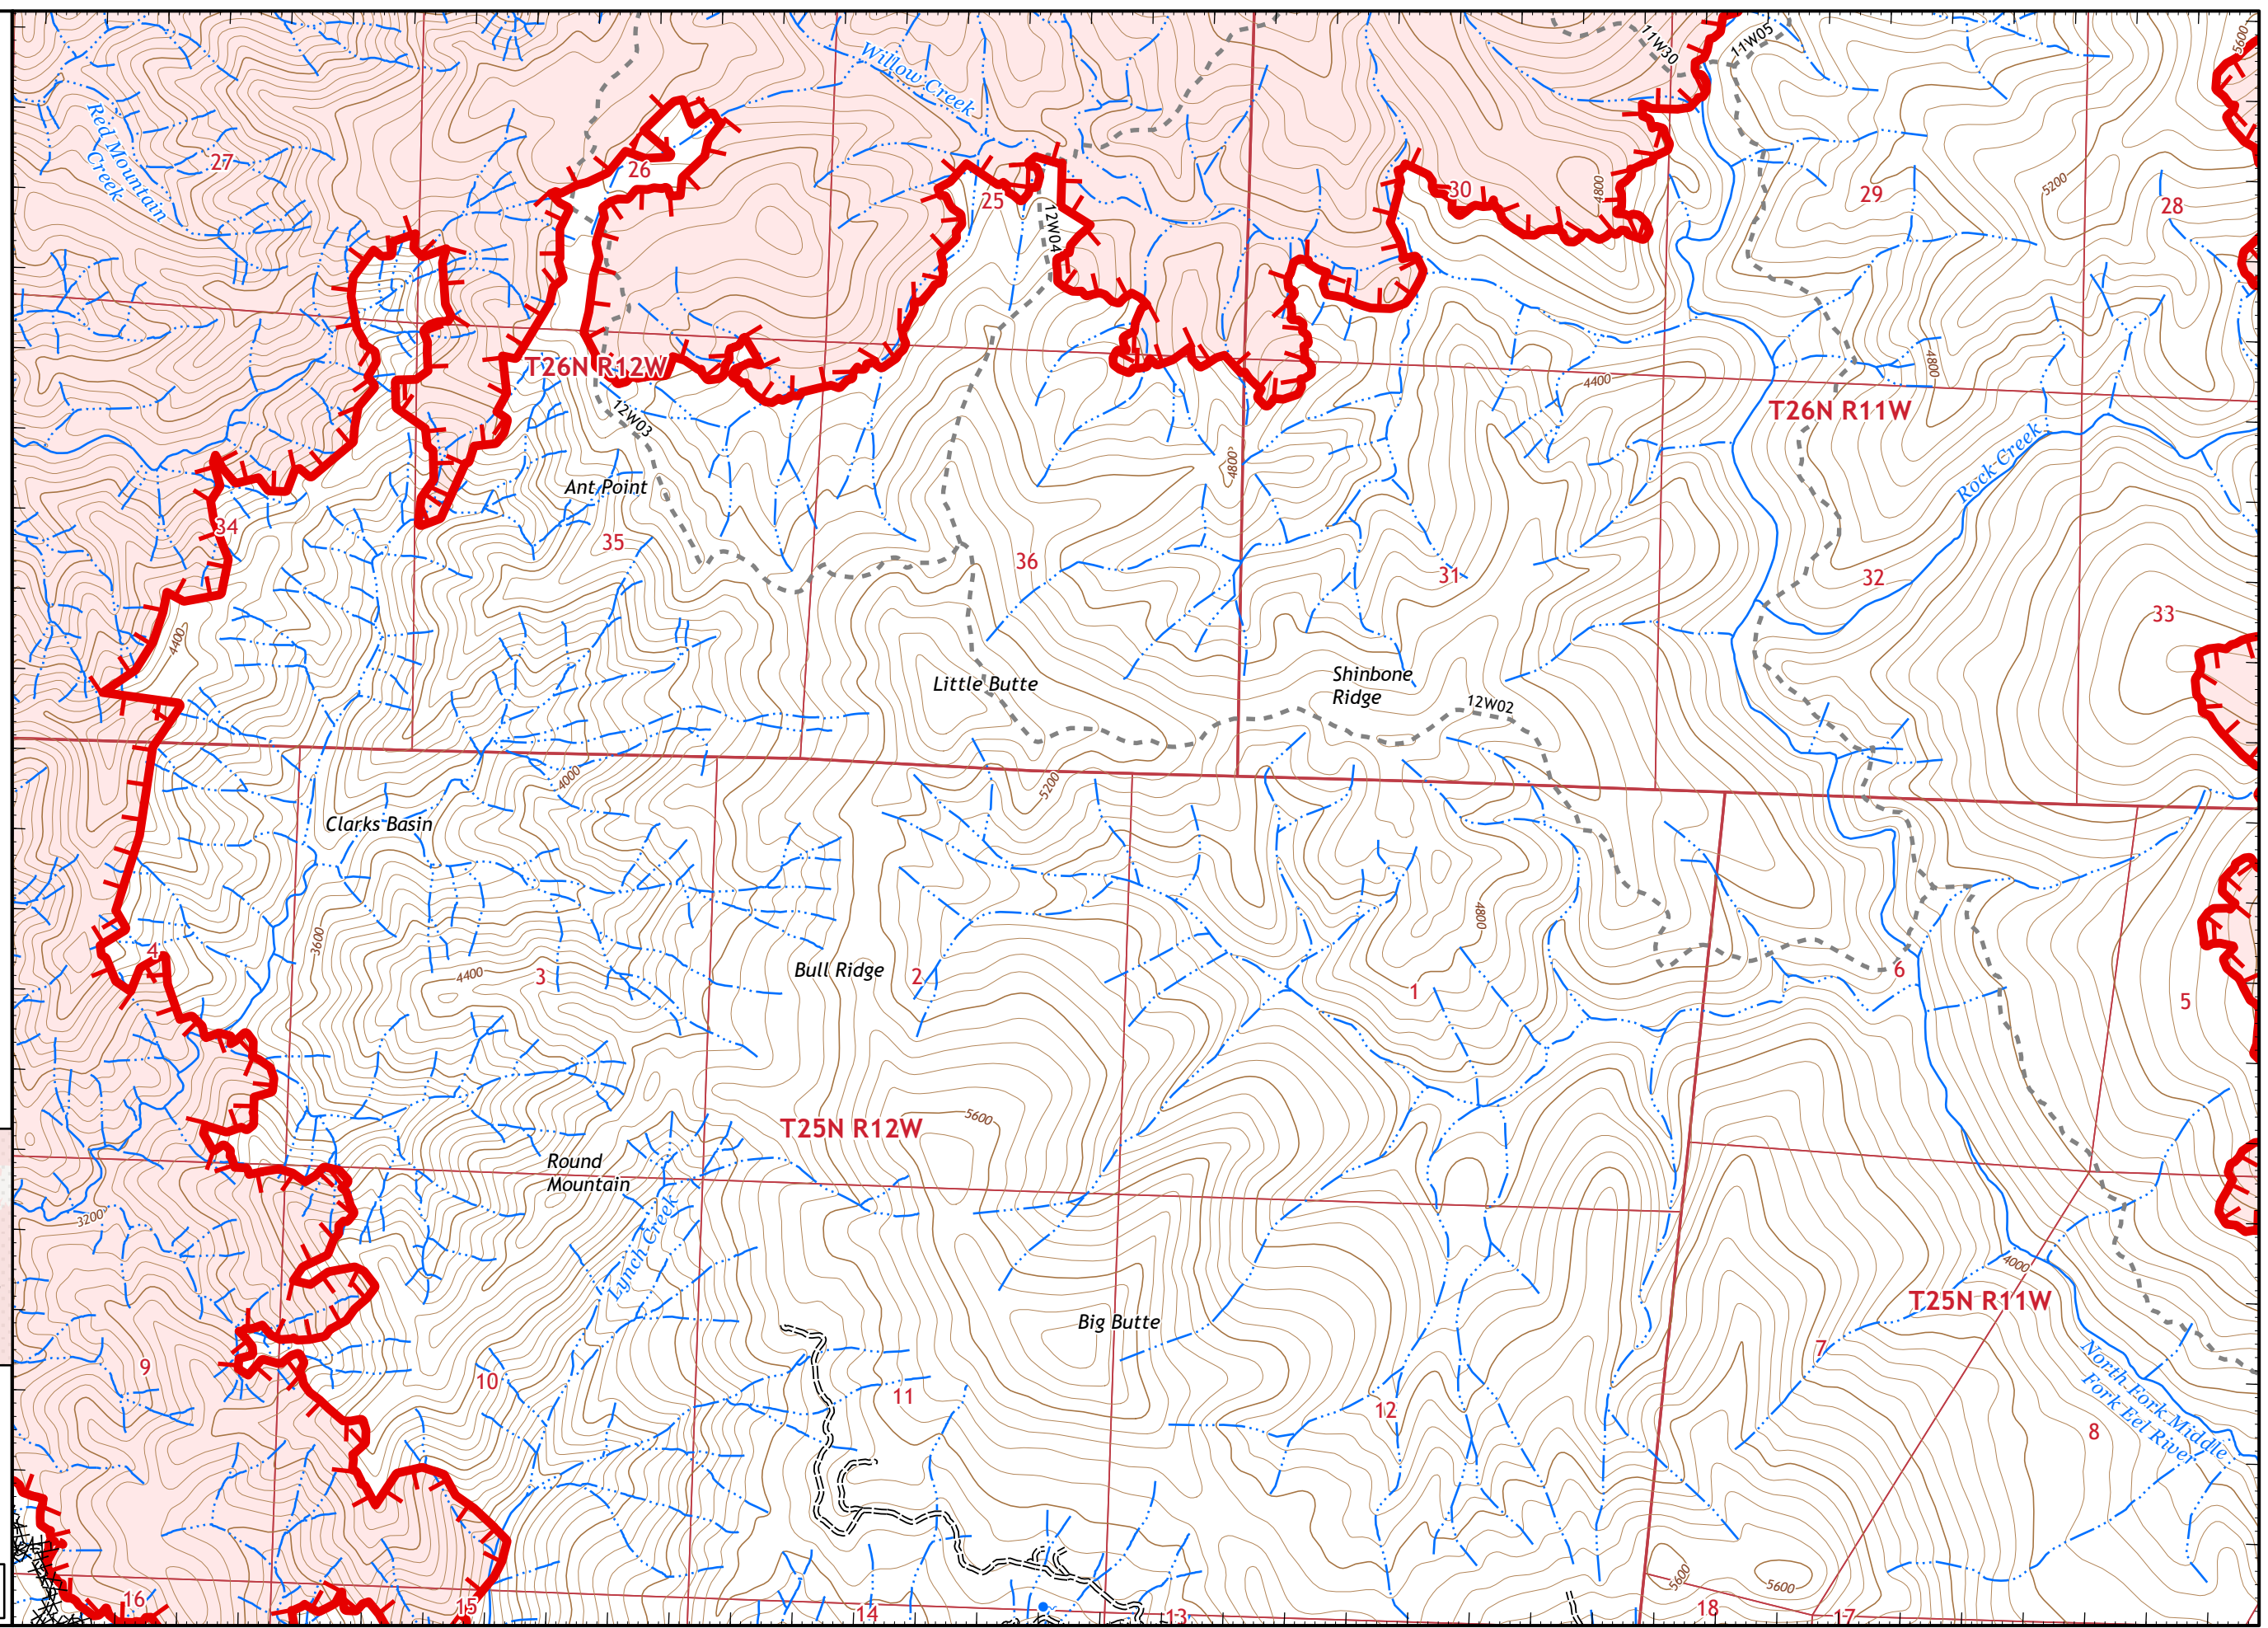 11W30
11W05
5600
Willow Creek
Red Mountain
Creek
27
26
25
30
4800
29
5200
28
12W04
T26N R12W
12W03
4400
4800
T26N R11W
4800
Rock Creek
Ant Point
34
35
36
31
32
33
4400
Little Butte
Shinbone
Ridge
12W02
4000
5200
Clarks Basin
4800
3600
4
4400
3
Bull Ridge
2
1
6
5
5600
T25N R12W
Round
Mountain
3200
Lynch Creek
4000
T25N R11W
Big Butte
7
9
10
11
12
North Fork Middle
Fork Eel River
8
5600
5600
16
15
14
13
18
17